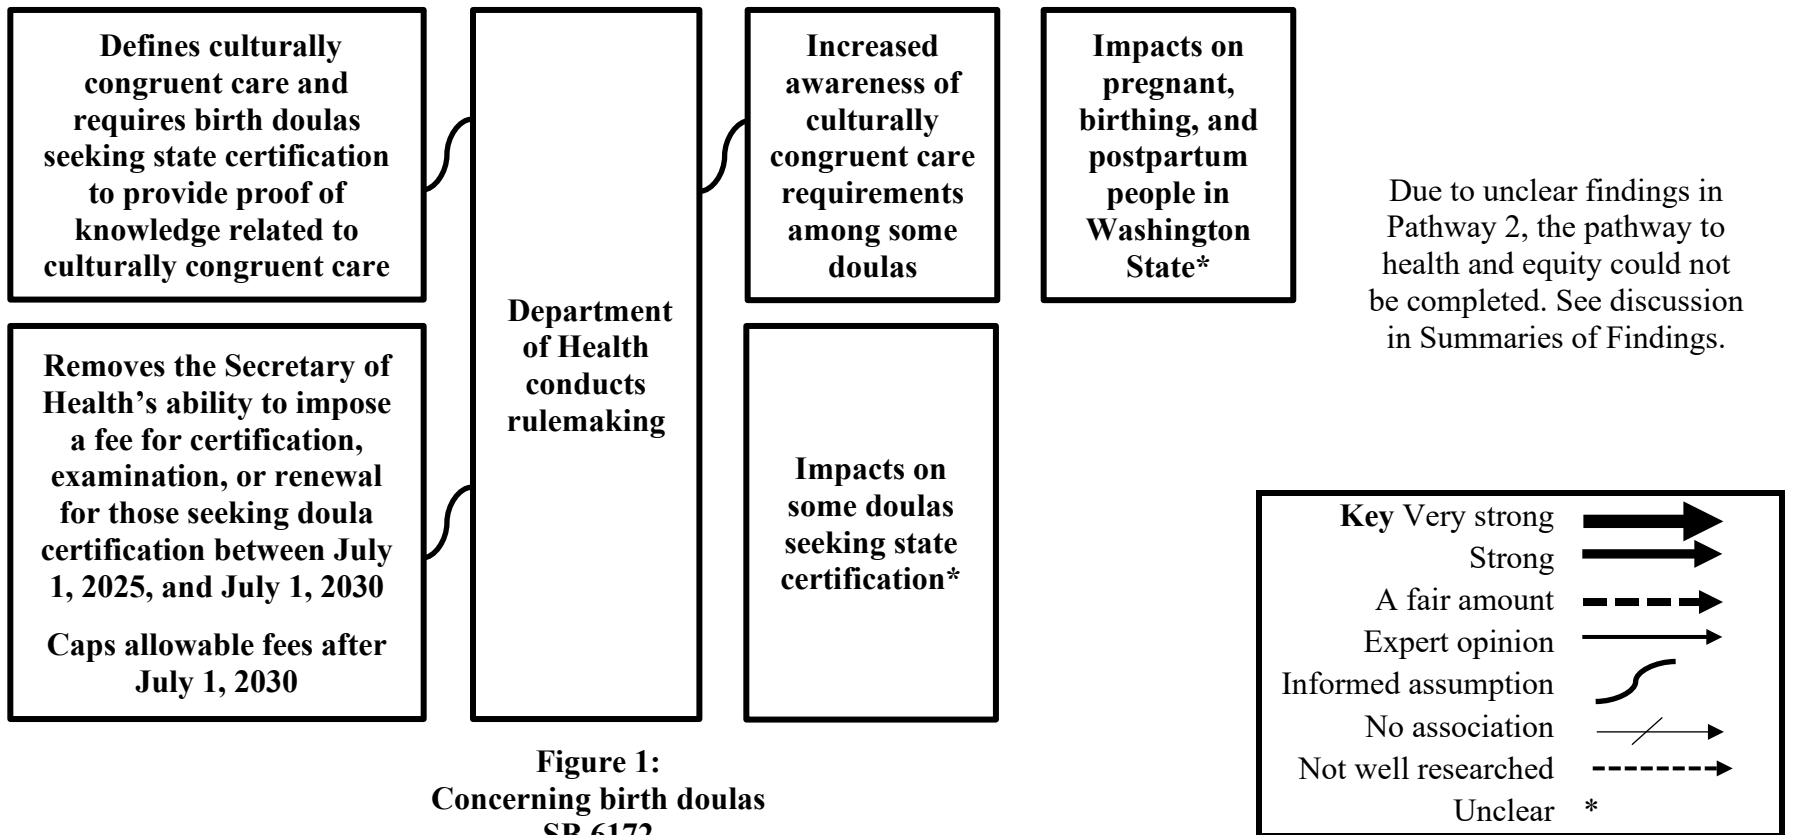 Defines culturally
congruent care and
requires birth doulas
seeking state certification
to provide proof of
knowledge related to
culturally congruent care
Removes the Secretary of
Health’s ability to impose
a fee for certification,
examination, or renewal
for those seeking doula
certification between July
1, 2025, and July 1, 2030
Caps allowable fees after
July 1, 2030
Department
of Health
conducts
rulemaking
Increased
awareness of
culturally
congruent care
requirements
among some
doulas
Impacts on
some doulas
seeking state
certification*
Impacts on
pregnant,
birthing, and
postpartum
people in
Washington
State*
Due to unclear findings in
Pathway 2, the pathway to
health and equity could not
be completed. See discussion
in Summaries of Findings.
Key Very strong
Strong
A fair amount
Expert opinion
Informed assumption
No association
Not well researched
Unclear *
Figure 1:
Concerning birth doulas
SB 6172